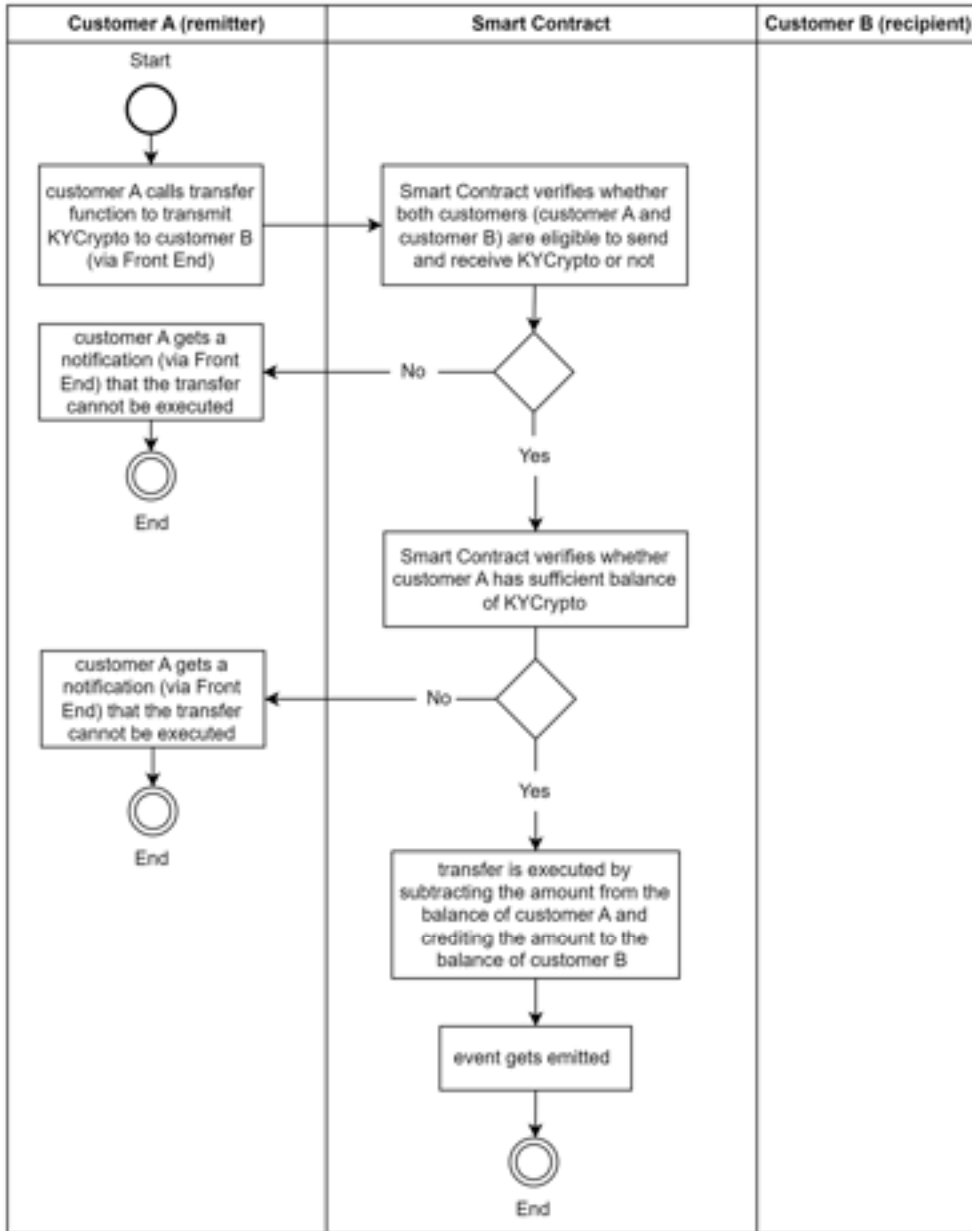 Customer A (remitter)
Smart Contract
Customer B (recipient)
Start
customer A calls transfer
function to transmit
KYCrypto to customer B
(via Front End)
Smart Contract verifies whether
both customers (customer A and
customer B) are eligible to send
and receive KYCrypto or not
customer A gets a
notification (via Front
End) that the transfer
cannot be executed
No
End
Yes
Smart Contract verifies whether
customer A has sufficient balance
of KYCrypto
customer A gets a
notification (via Front
End) that the transfer
cannot be executed
No
End
Yes
transfer is executed by
subtracting the amount from the
balance of customer A and
crediting the amount to the
balance of customer B
event gets emitted
End